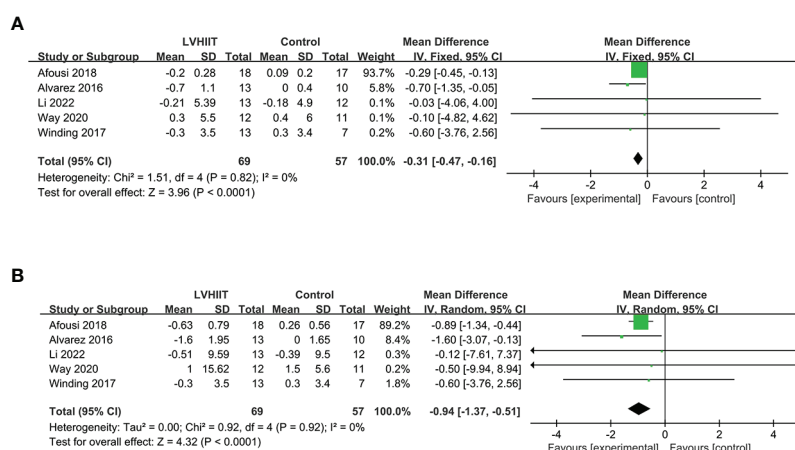 A
LVHIIT Control Mean Difference Mean Difference
Study or Subgroup Mean SD Total Mean SD Total Weight IV, Fixed, 95% CI IV, Fixed, 95% CI
Afousi 2018 -0.2 0.28 18 0.09 0.2 17 93.7% -0.29 [-0.45, -0.13]
Alvarez 2016 -0.7 1.1 13 0 0.4 10 5.8% -0.70 [-1.35, -0.05]
Li 2022 -0.21 5.39 13 -0.18 4.9 12 0.1% -0.03 [-4.06, 4.00]
Way 2020 0.3 5.5 12 0.4 6 11 0.1% -0.10 [-4.82, 4.62]
Winding 2017 -0.3 3.5 13 0.3 3.4 7 0.2% -0.60 [-3.76, 2.56]
Total (95% CI) 69 57 100.0% -0.31 [-0.47, -0.16]
Heterogeneity: Chi² = 1.51, df = 4 (P = 0.82); I² = 0%
Test for overall effect: Z = 3.96 (P < 0.0001)
-4 -2 0 2 4
Favours [experimental] Favours [control]
B
LVHIIT Control Mean Difference Mean Difference
Study or Subgroup Mean SD Total Mean SD Total Weight IV, Random, 95% CI IV, Random, 95% CI
Afousi 2018 -0.63 0.79 18 0.26 0.56 17 89.2% -0.89 [-1.34, -0.44]
Alvarez 2016 -1.6 1.95 13 0 1.65 10 8.4% -1.60 [-3.07, -0.13]
Li 2022 -0.51 9.59 13 -0.39 9.5 12 0.3% -0.12 [-7.61, 7.37]
Way 2020 1 15.62 12 1.5 5.6 11 0.2% -0.50 [-9.94, 8.94]
Winding 2017 -0.3 3.5 13 0.3 3.4 7 1.8% -0.60 [-3.76, 2.56]
Total (95% CI) 69 57 100.0% -0.94 [-1.37, -0.51]
Heterogeneity: Tau² = 0.00; Chi² = 0.92, df = 4 (P = 0.92); I² = 0%
Test for overall effect: Z = 4.32 (P < 0.0001)
-4 -2 0 2 4
Favours [experimental] Favours [control]